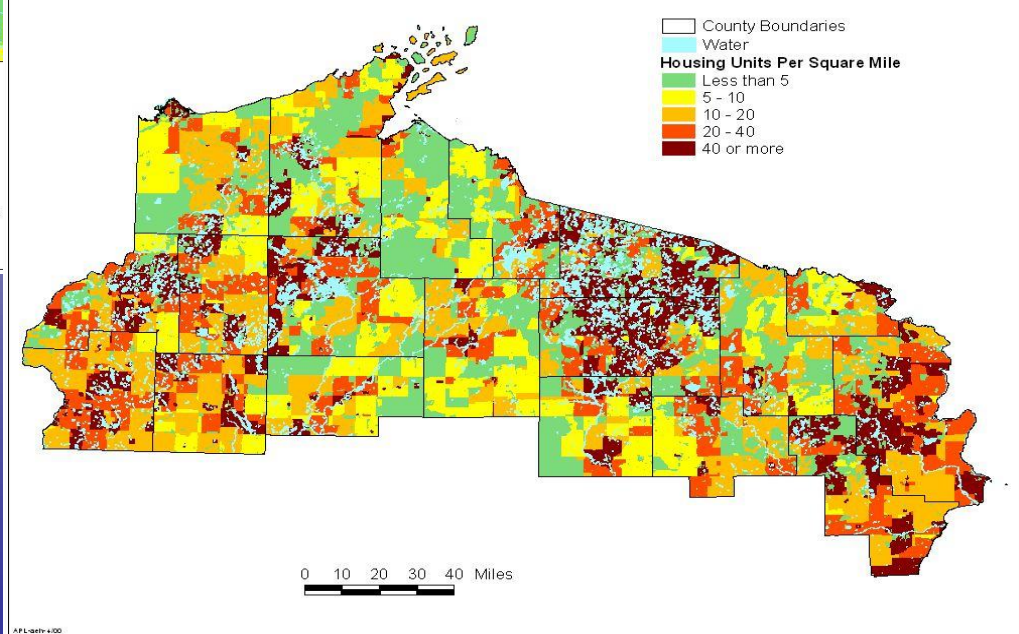 County Boundaries
Water
Housing Units Per Square Mile
Less than 5
5 - 10
10 - 20
20 - 40
40 or more
0 10 20 30 40 Miles